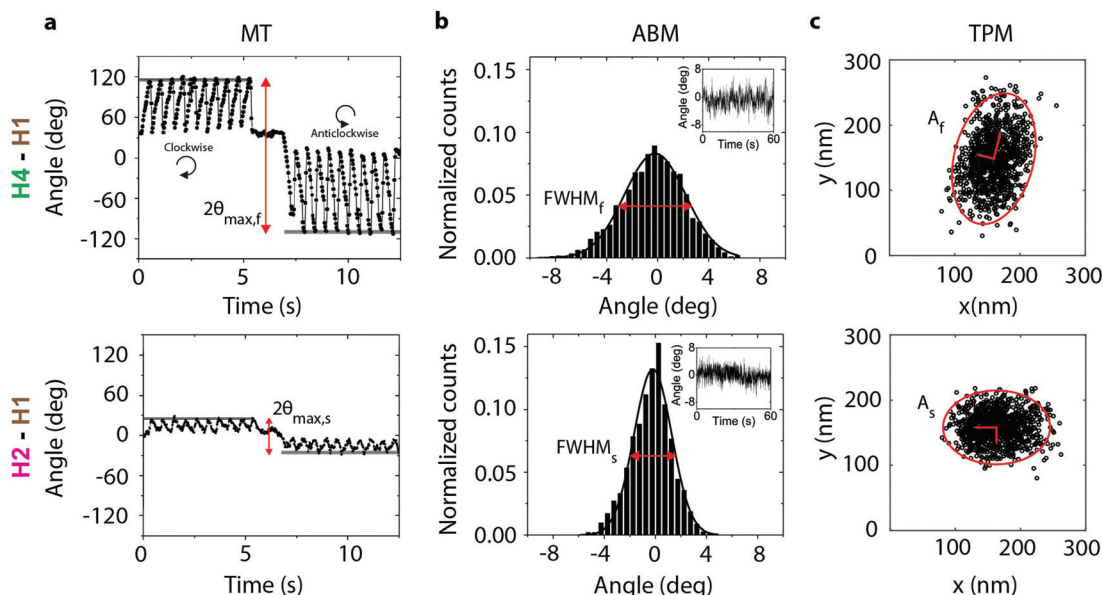 a
MT
b
ABM
c
TPM
H4 - H1
Angle (deg)
120
60
0
-60
-120
Clockwise
Anticlockwise
2θmax,f
0
5
10
Time (s)
Normalized counts
0.15
0.10
0.05
0.00
FWHMf
-8
-4
0
4
8
Angle (deg)
Angle (deg)
8
0
-8
0
60
Time (s)
y (nm)
300
200
100
0
Af
100
200
300
x(nm)
H2 - H1
Angle (deg)
120
60
0
-60
-120
2θmax,s
0
5
10
Time (s)
Normalized counts
0.15
0.10
0.05
0.00
FWHMs
-8
-4
0
4
8
Angle (deg)
Angle (deg)
8
0
-8
0
60
Time (s)
y (nm)
300
200
100
0
As
100
200
300
x (nm)